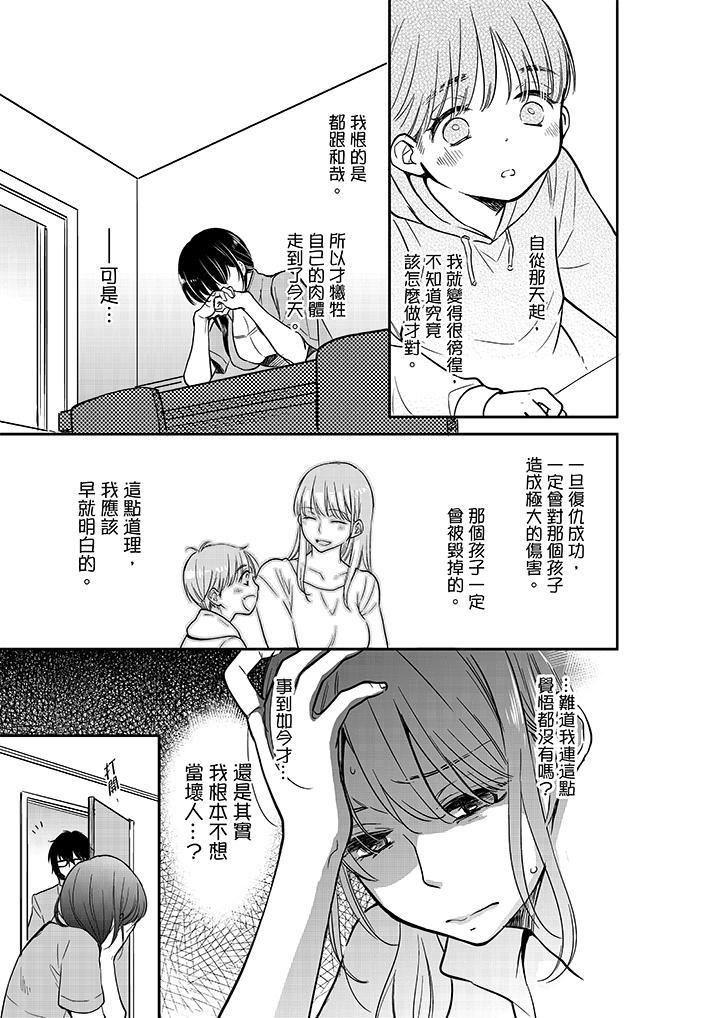 自從那天起，
我就變得很徬徨，
不知道究竟
該怎麼做才對。
我恨的是
都跟和哉。
所以才犧牲
自己的肉體
走到了今天。
──可是…
一旦復仇成功，
一定會對那個孩子
造成極大的傷害。
那個孩子一定
會被毀掉的。
這點道理，
我應該
早就明白的。
…難道我連這點
覺悟都沒有嗎？
事到如今才…
還是其實
我根本不想
當壞人…？
打開